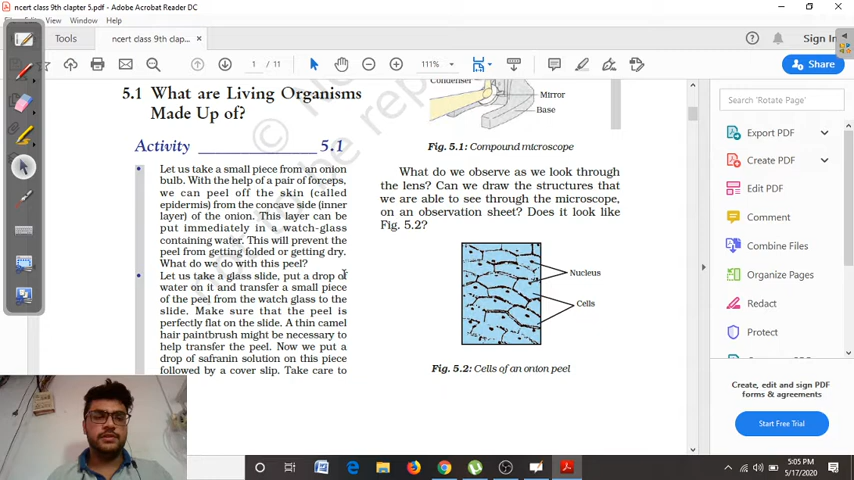 ncert class 9th clapter 5.pdf - Adobe Acrobat Reader DC
View Window Help
Tools
ncert class 9th clap...
Sign In
1 / 11
111%
Share
5.1 What are Living Organisms
Made Up of?
Activity ______________ 5.1
• Let us take a small piece from an onion
bulb. With the help of a pair of forceps,
we can peel off the skin (called
epidermis) from the concave side (inner
layer) of the onion. This layer can be
put immediately in a watch-glass
containing water. This will prevent the
peel from getting folded or getting dry.
What do we do with this peel?
• Let us take a glass slide, put a drop of
water on it and transfer a small piece
of the peel from the watch glass to the
slide. Make sure that the peel is
perfectly flat on the slide. A thin camel
hair paintbrush might be necessary to
help transfer the peel. Now we put a
drop of safranin solution on this piece
followed by a cover slip. Take care to
Condenser
Mirror
Base
Fig. 5.1: Compound microscope
What do we observe as we look through
the lens? Can we draw the structures that
we are able to see through the microscope,
on an observation sheet? Does it look like
Fig. 5.2?
Nucleus
Cells
Fig. 5.2: Cells of an onion peel
Search 'Rotate Page'
Export PDF
Create PDF
Edit PDF
Comment
Combine Files
Organize Pages
Redact
Protect
Create, edit and sign PDF
forms & agreements
Start Free Trial
5:05 PM
5/17/2020